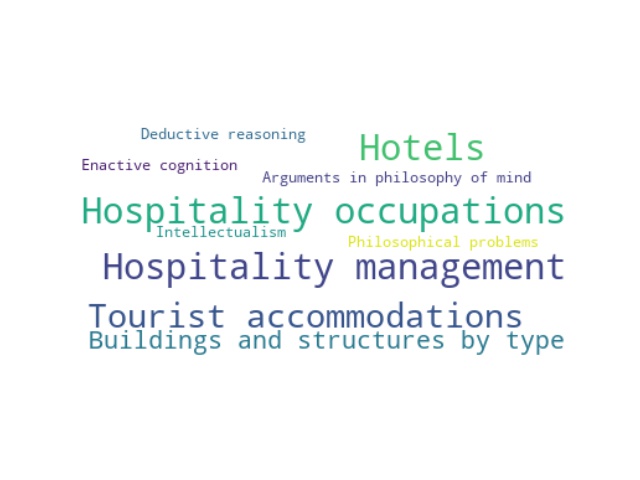 Deductive reasoning
Hotels
Enactive cognition
Arguments in philosophy of mind
Hospitality occupations
Intellectualism
Philosophical problems
Hospitality management
Tourist accommodations
Buildings and structures by type